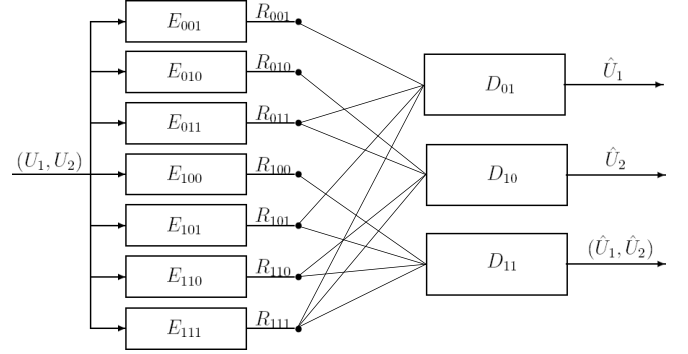 E₀₀₁ R₀₀₁
E₀₁₀ R₀₁₀
E₀₁₁ R₀₁₁
(U₁, U₂) E₁₀₀ R₁₀₀
E₁₀₁ R₁₀₁
E₁₁₀ R₁₁₀
E₁₁₁ R₁₁₁
D₀₁ Û₁
D₁₀ Û₂
D₁₁ (Û₁, Û₂)